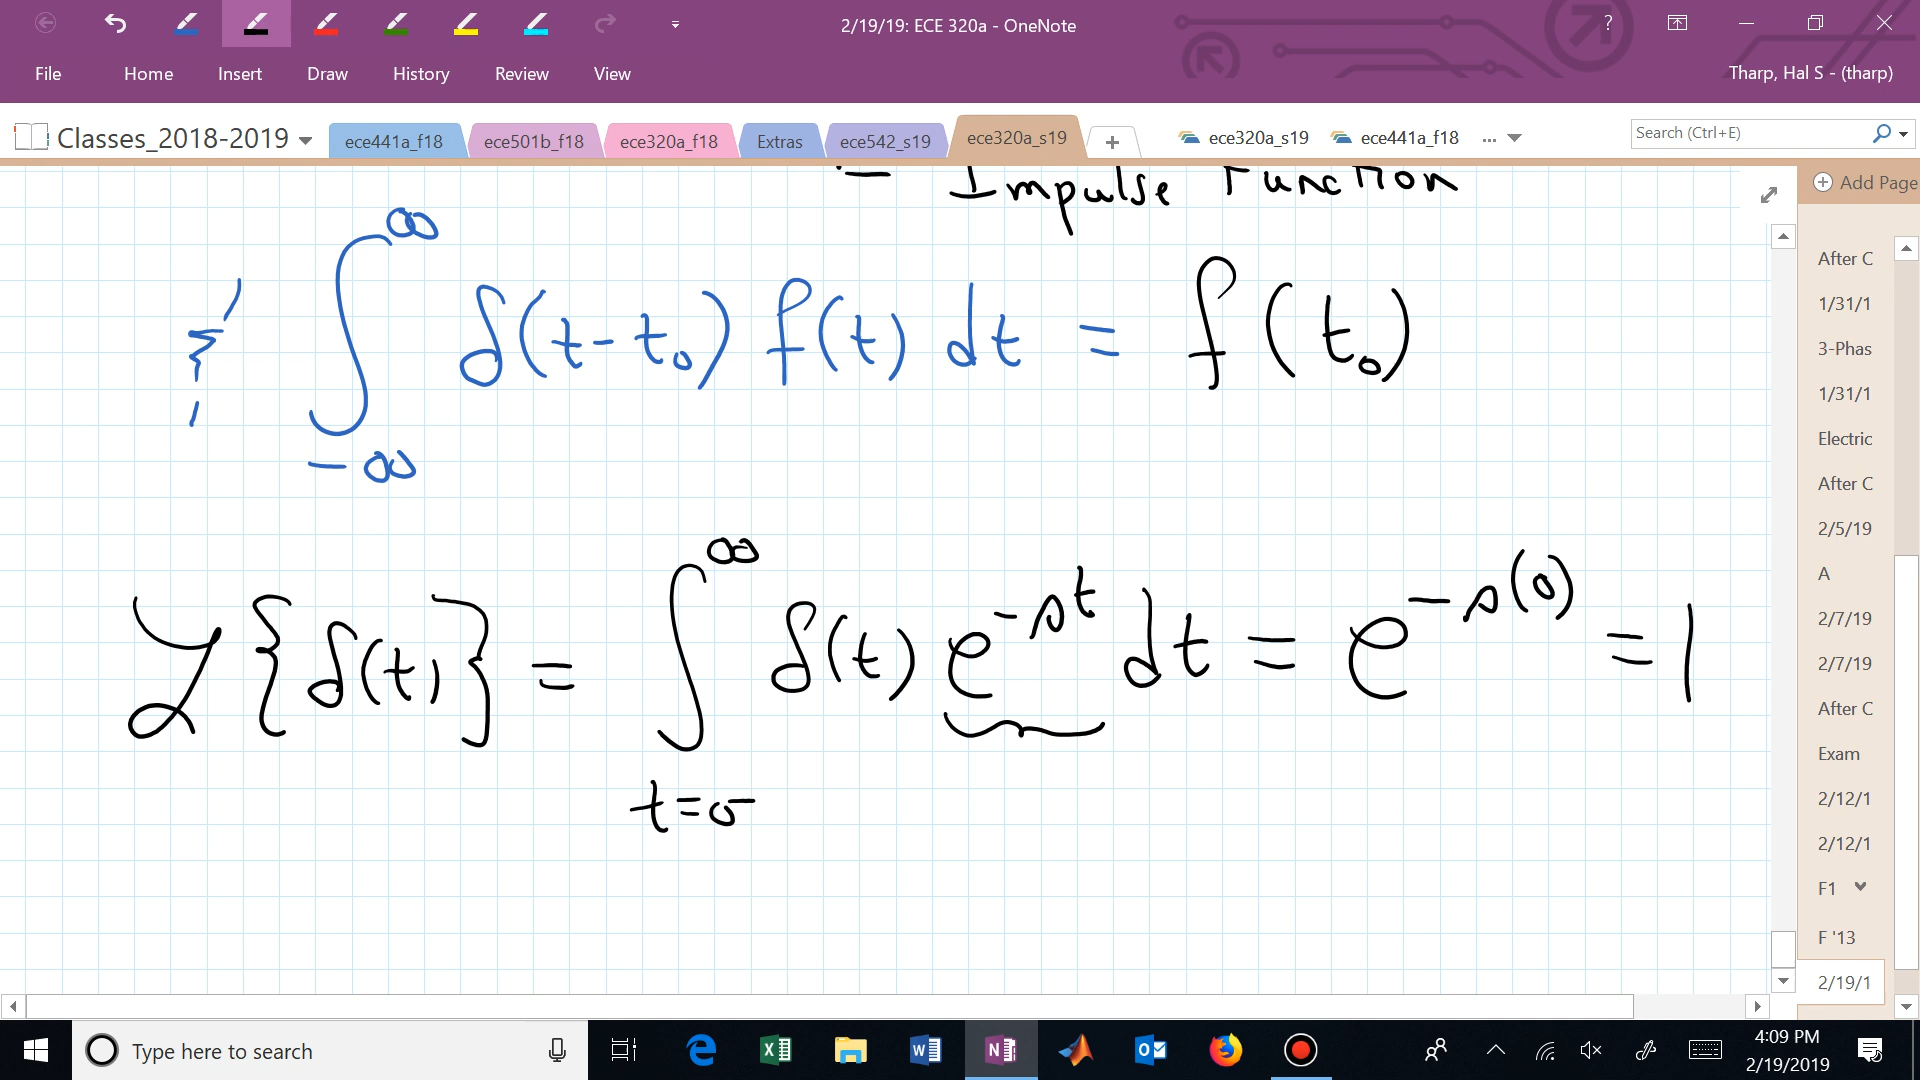 2/19/19: ECE 320a - OneNote
?
File Home Insert Draw History Review View
Tharp, Hal S - (tharp)
Classes_2018-2019
ece441a_f18
ece501b_f18
ece320a_f18
Extras
ece542_s19
ece320a_s19
+
ece320a_s19
ece441a_f18
...
Search (Ctrl+E)
Add Page
= Impulse Function
∫ ∞ -∞ δ(t-t₀) f(t) dt = f(t₀)
ℒ{δ(t)} = ∫ ∞ t=0⁻ δ(t) e^{-st} dt = e^{-s(0)} = 1
After C
1/31/1
3-Phas
1/31/1
Electric
After C
2/5/19
A
2/7/19
2/7/19
After C
Exam
2/12/1
2/12/1
F1
F '13
2/19/1
Type here to search
4:09 PM
2/19/2019